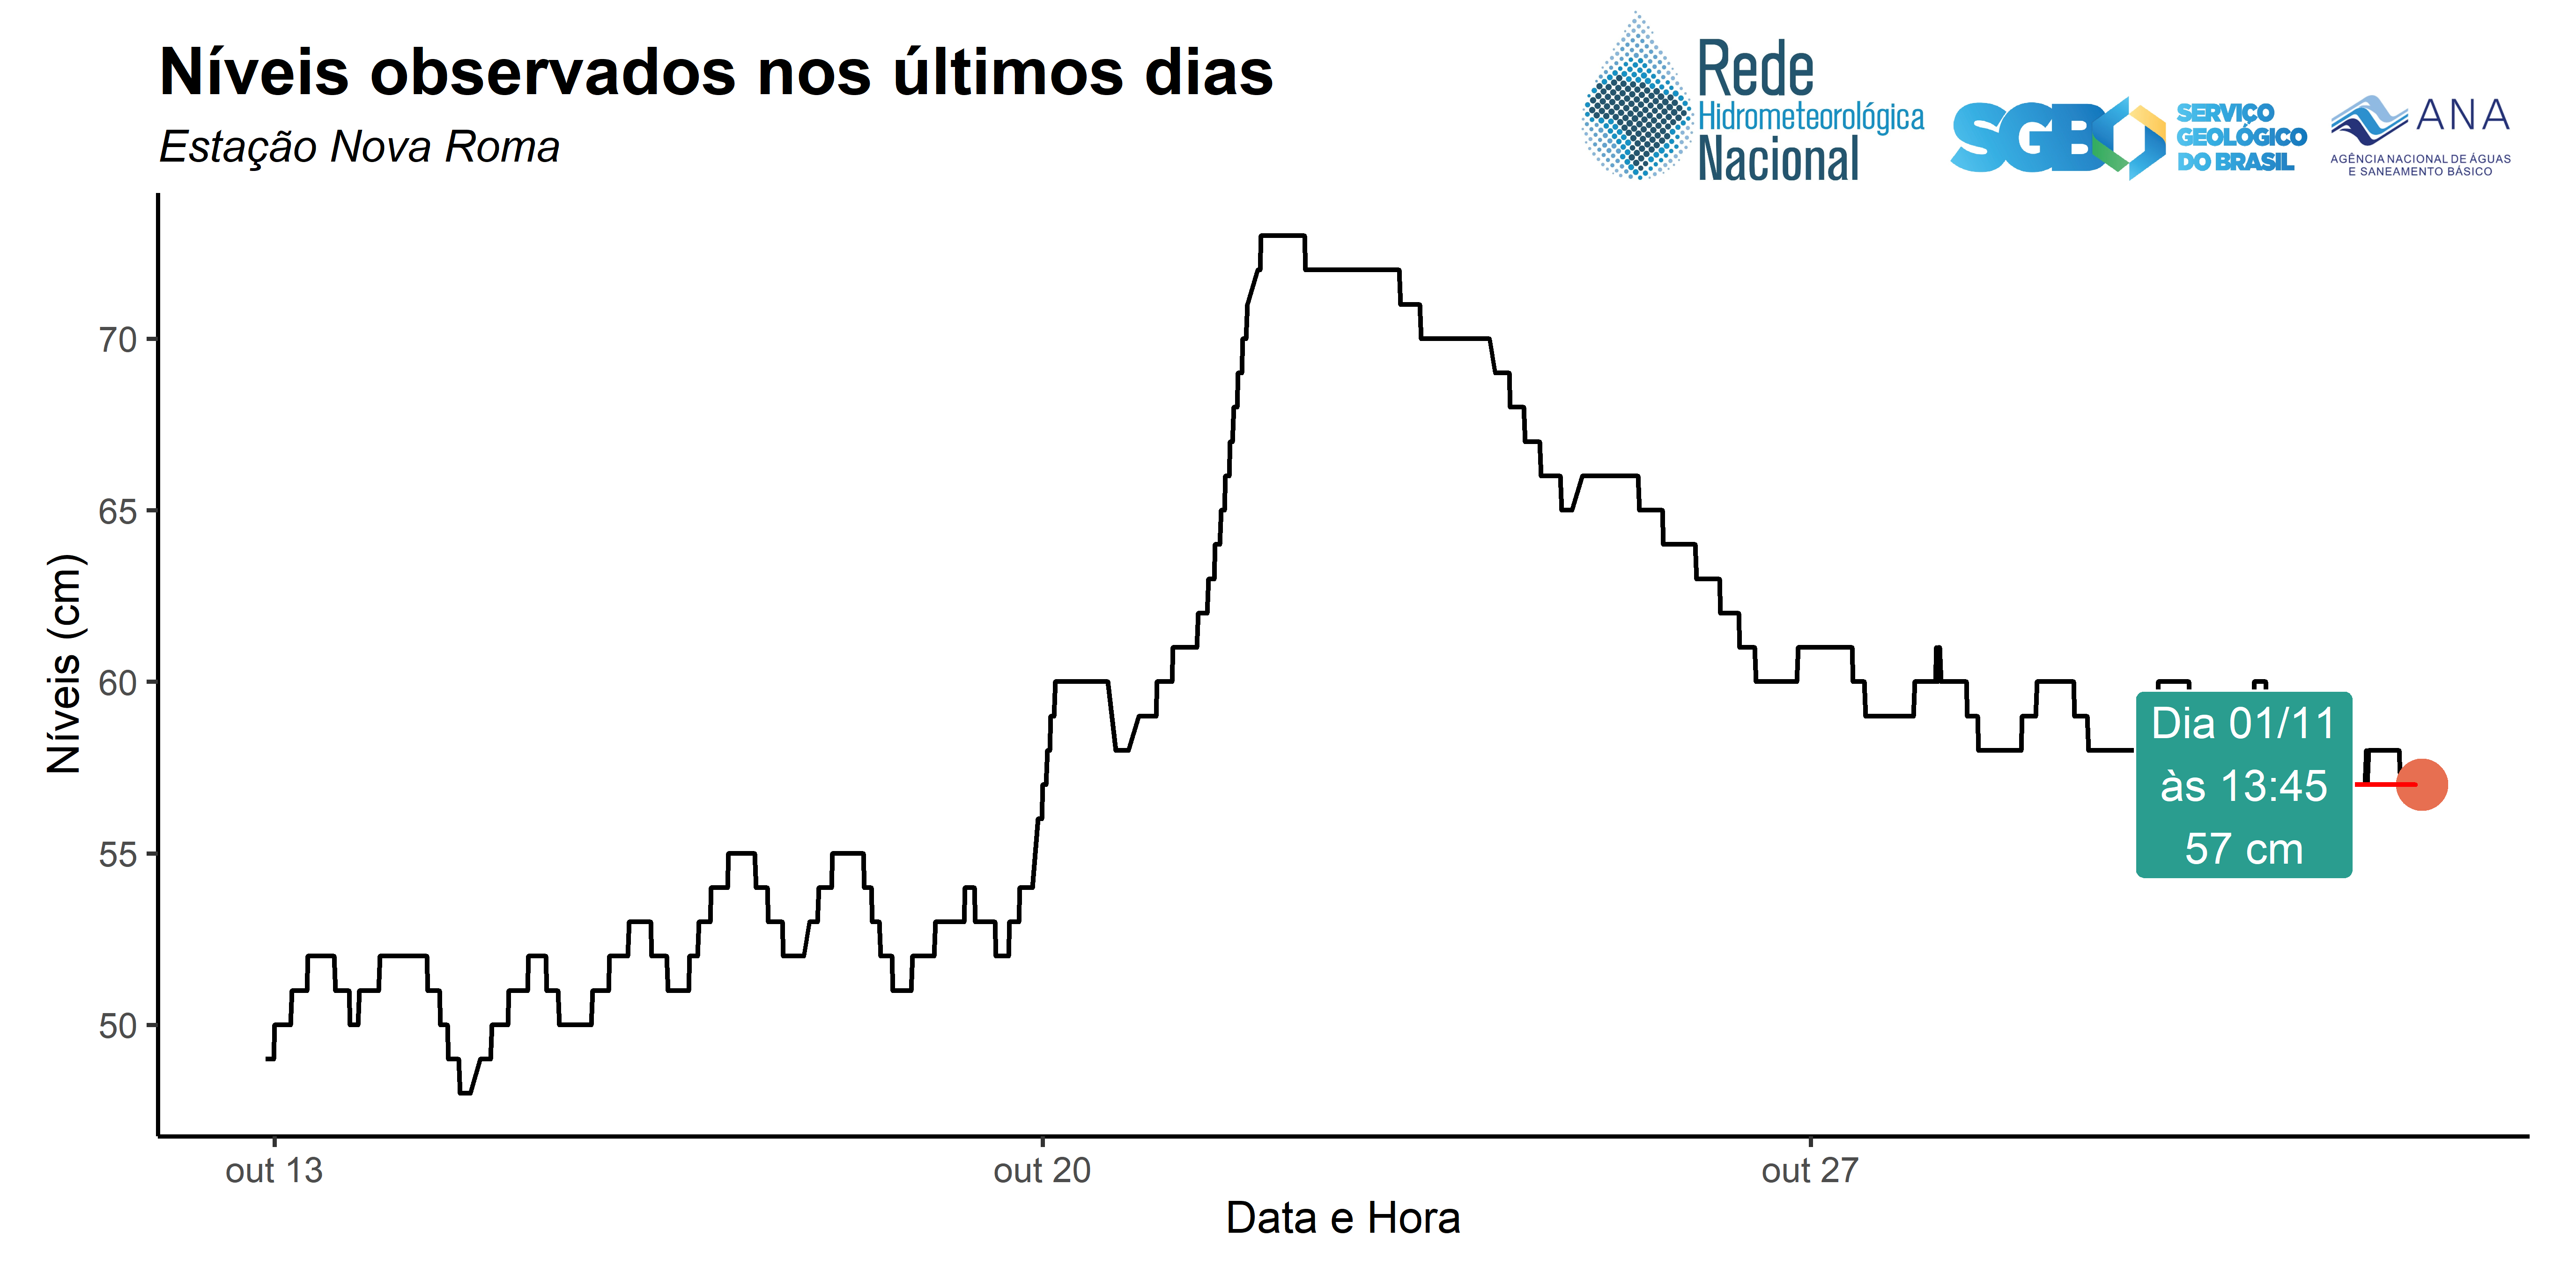 Níveis observados nos últimos dias
Estação Nova Roma
Rede
Hidrometeorológica
Nacional
SGB
SERVIÇO
GEOLÓGICO
DO BRASIL
ANA
AGÊNCIA NACIONAL DE ÁGUAS
E SANEAMENTO BÁSICO
Níveis (cm)
70
65
60
55
50
Dia 01/11
às 13:45
57 cm
out 13
out 20
out 27
Data e Hora